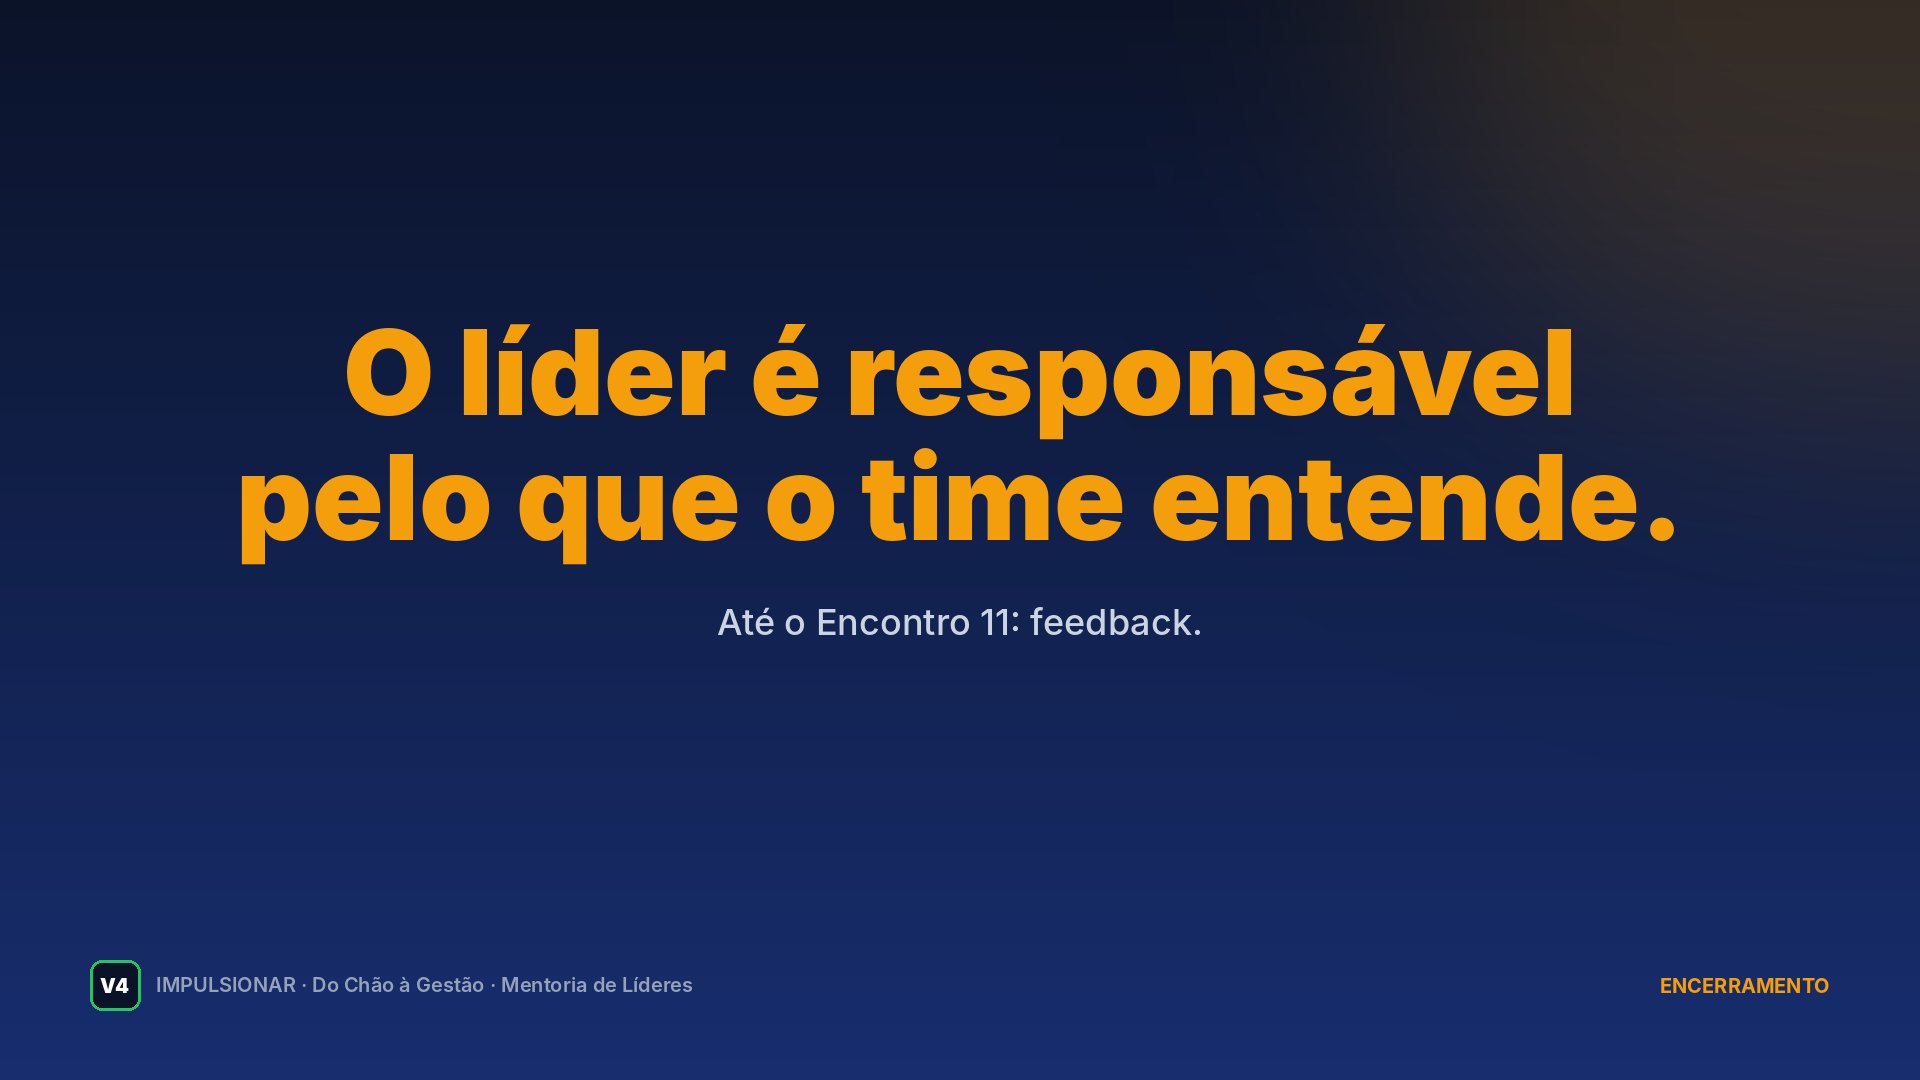 O líder é responsável
pelo que o time entende.
Até o Encontro 11: feedback.
V4
IMPULSIONAR · Do Chão à Gestão · Mentoria de Líderes
ENCERRAMENTO